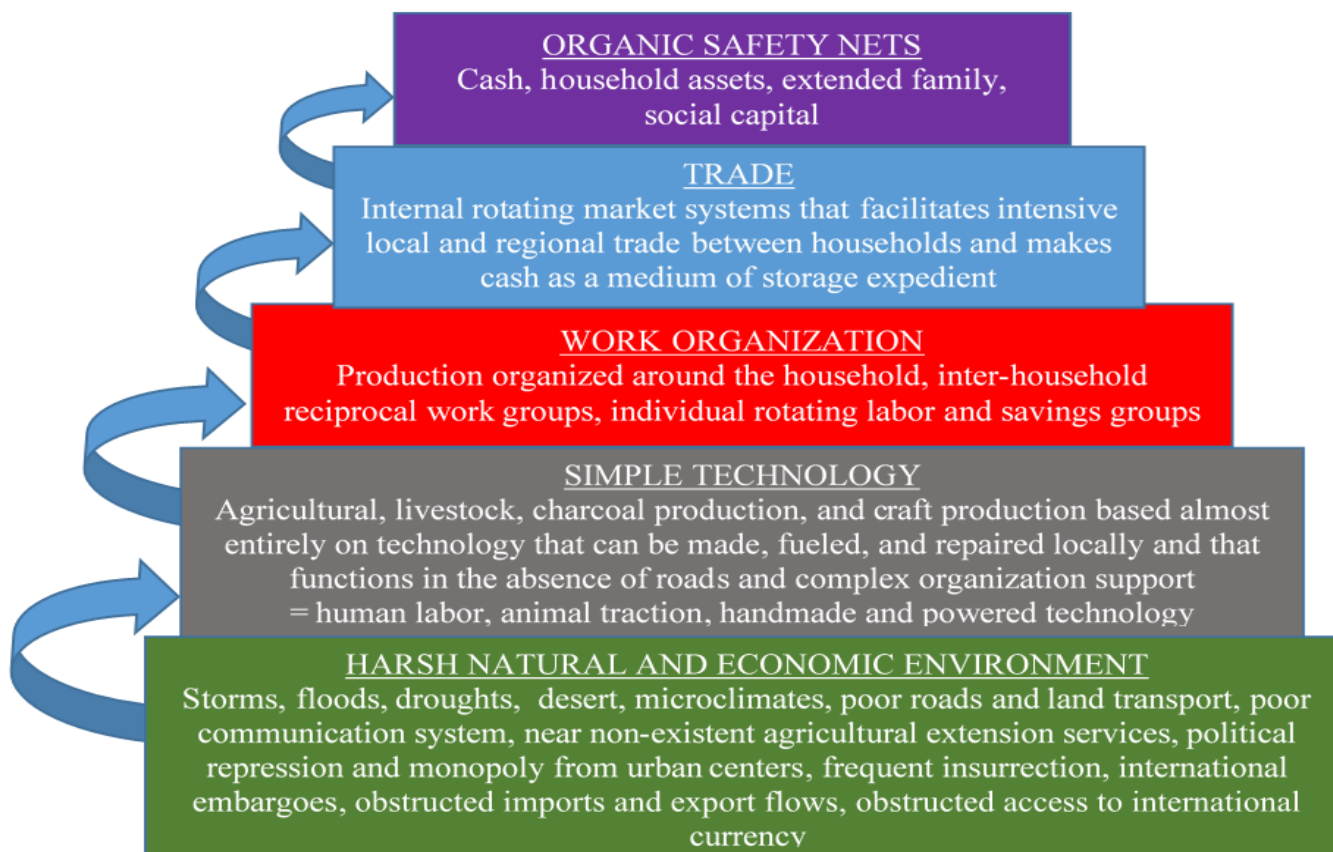 ORGANIC SAFETY NETS
Cash, household assets, extended family,
social capital
TRADE
Internal rotating market systems that facilitates intensive
local and regional trade between households and makes
cash as a medium of storage expedient
WORK ORGANIZATION
Production organized around the household, inter-household
reciprocal work groups, individual rotating labor and savings groups
SIMPLE TECHNOLOGY
Agricultural, livestock, charcoal production, and craft production based almost
entirely on technology that can be made, fueled, and repaired locally and that
functions in the absence of roads and complex organization support
= human labor, animal traction, handmade and powered technology
HARSH NATURAL AND ECONOMIC ENVIRONMENT
Storms, floods, droughts, desert, microclimates, poor roads and land transport, poor
communication system, near non-existent agricultural extension services, political
repression and monopoly from urban centers, frequent insurrection, international
embargoes, obstructed imports and export flows, obstructed access to international
currency